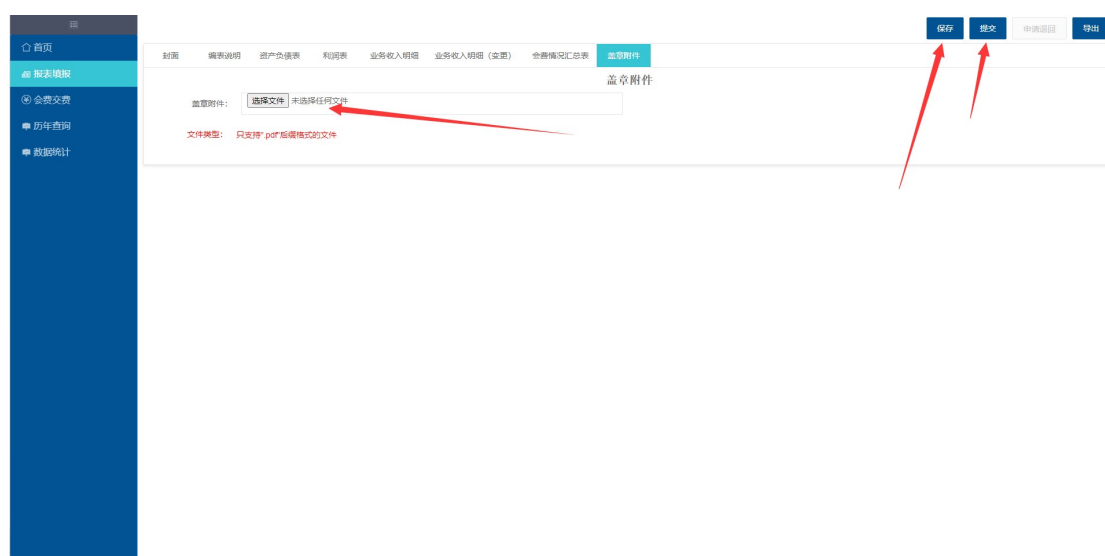 保存 提交 申请退回 导出
首页
报表填报
会费交费
历年查询
数据统计
封面 编表说明 资产负债表 利润表 业务收入明细 业务收入明细（变更） 会费情况汇总表 盖章附件
盖章附件
盖章附件： 选择文件 未选择任何文件
文件类型： 只支持“.pdf”后缀格式的文件